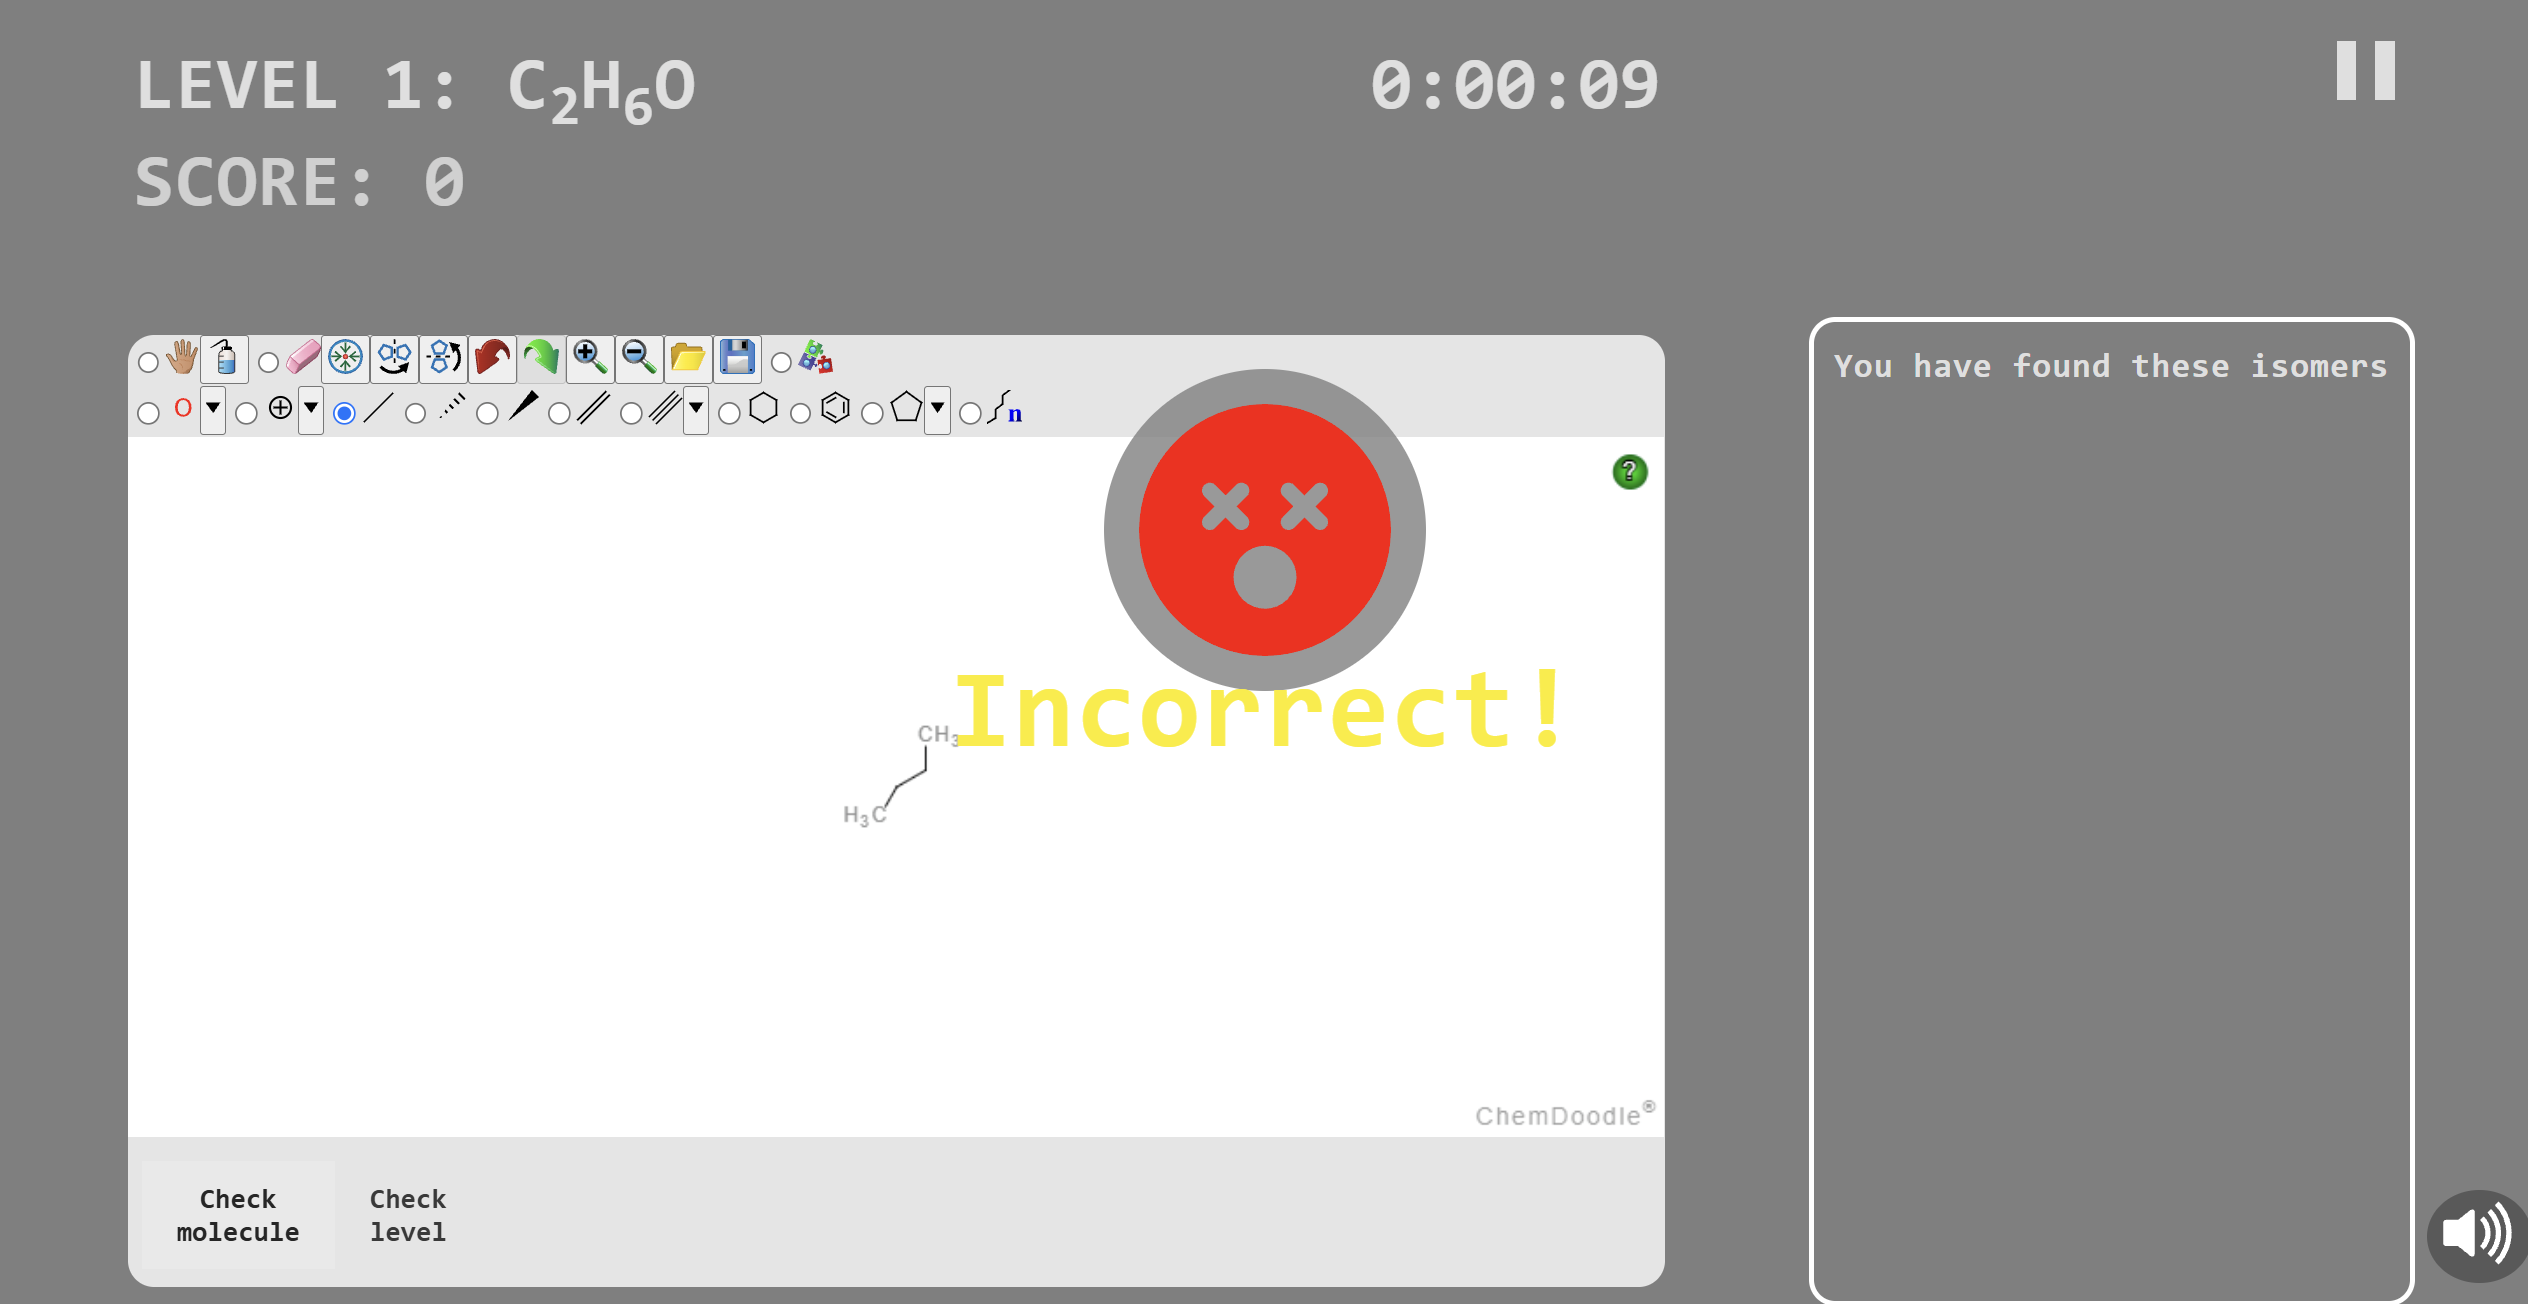 LEVEL 1: C₂H₆O
0:00:09
SCORE: 0
O
n
You have found these isomers
?
Incorrect!
CH₃
H₃C
ChemDoodle®
Check molecule
Check level